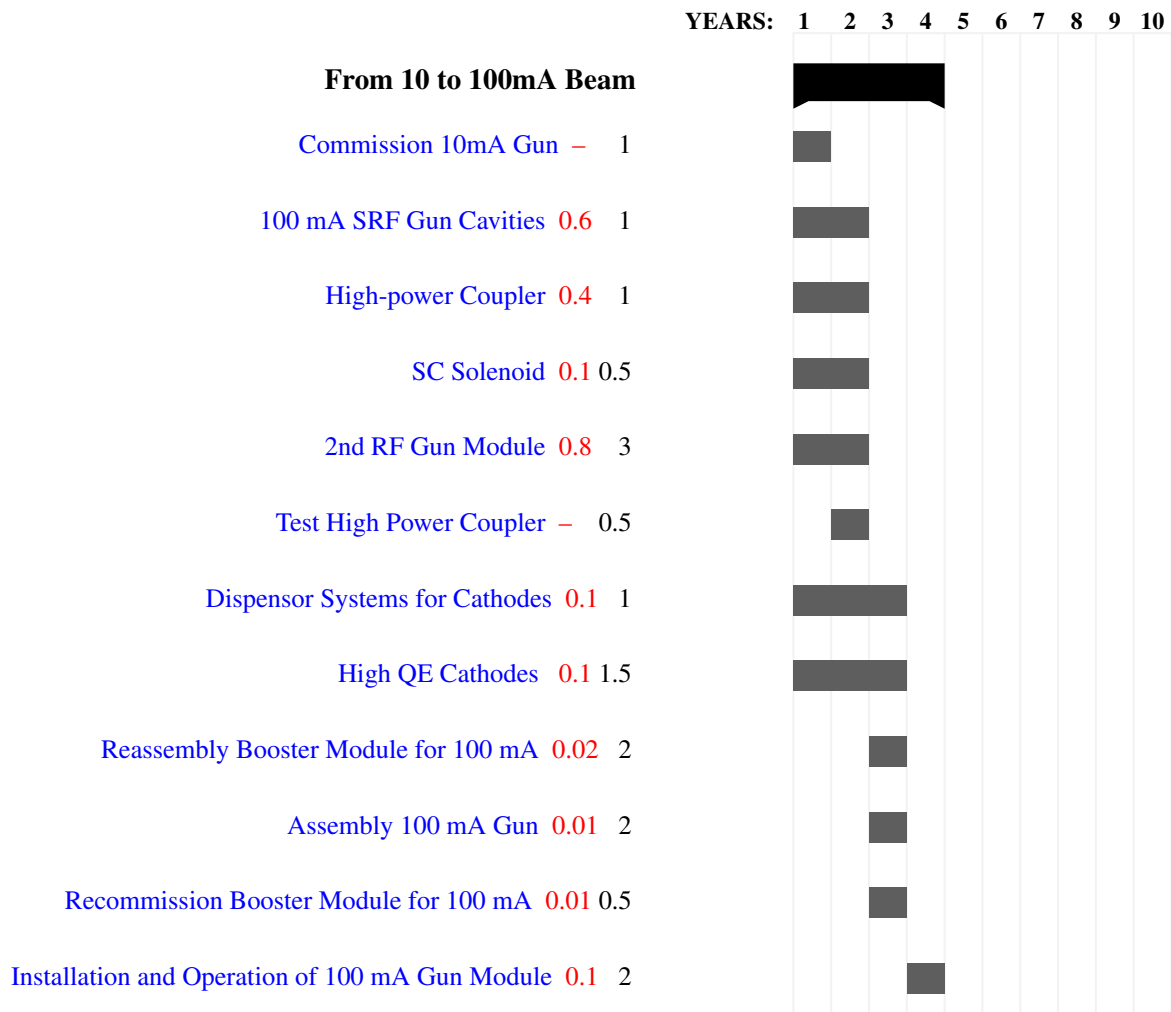 YEARS: 1 2 3 4 5 6 7 8 9 10
From 10 to 100mA Beam
Commission 10mA Gun – 1
100 mA SRF Gun Cavities 0.6 1
High-power Coupler 0.4 1
SC Solenoid 0.1 0.5
2nd RF Gun Module 0.8 3
Test High Power Coupler – 0.5
Dispensor Systems for Cathodes 0.1 1
High QE Cathodes 0.1 1.5
Reassembly Booster Module for 100 mA 0.02 2
Assembly 100 mA Gun 0.01 2
Recommission Booster Module for 100 mA 0.01 0.5
Installation and Operation of 100 mA Gun Module 0.1 2